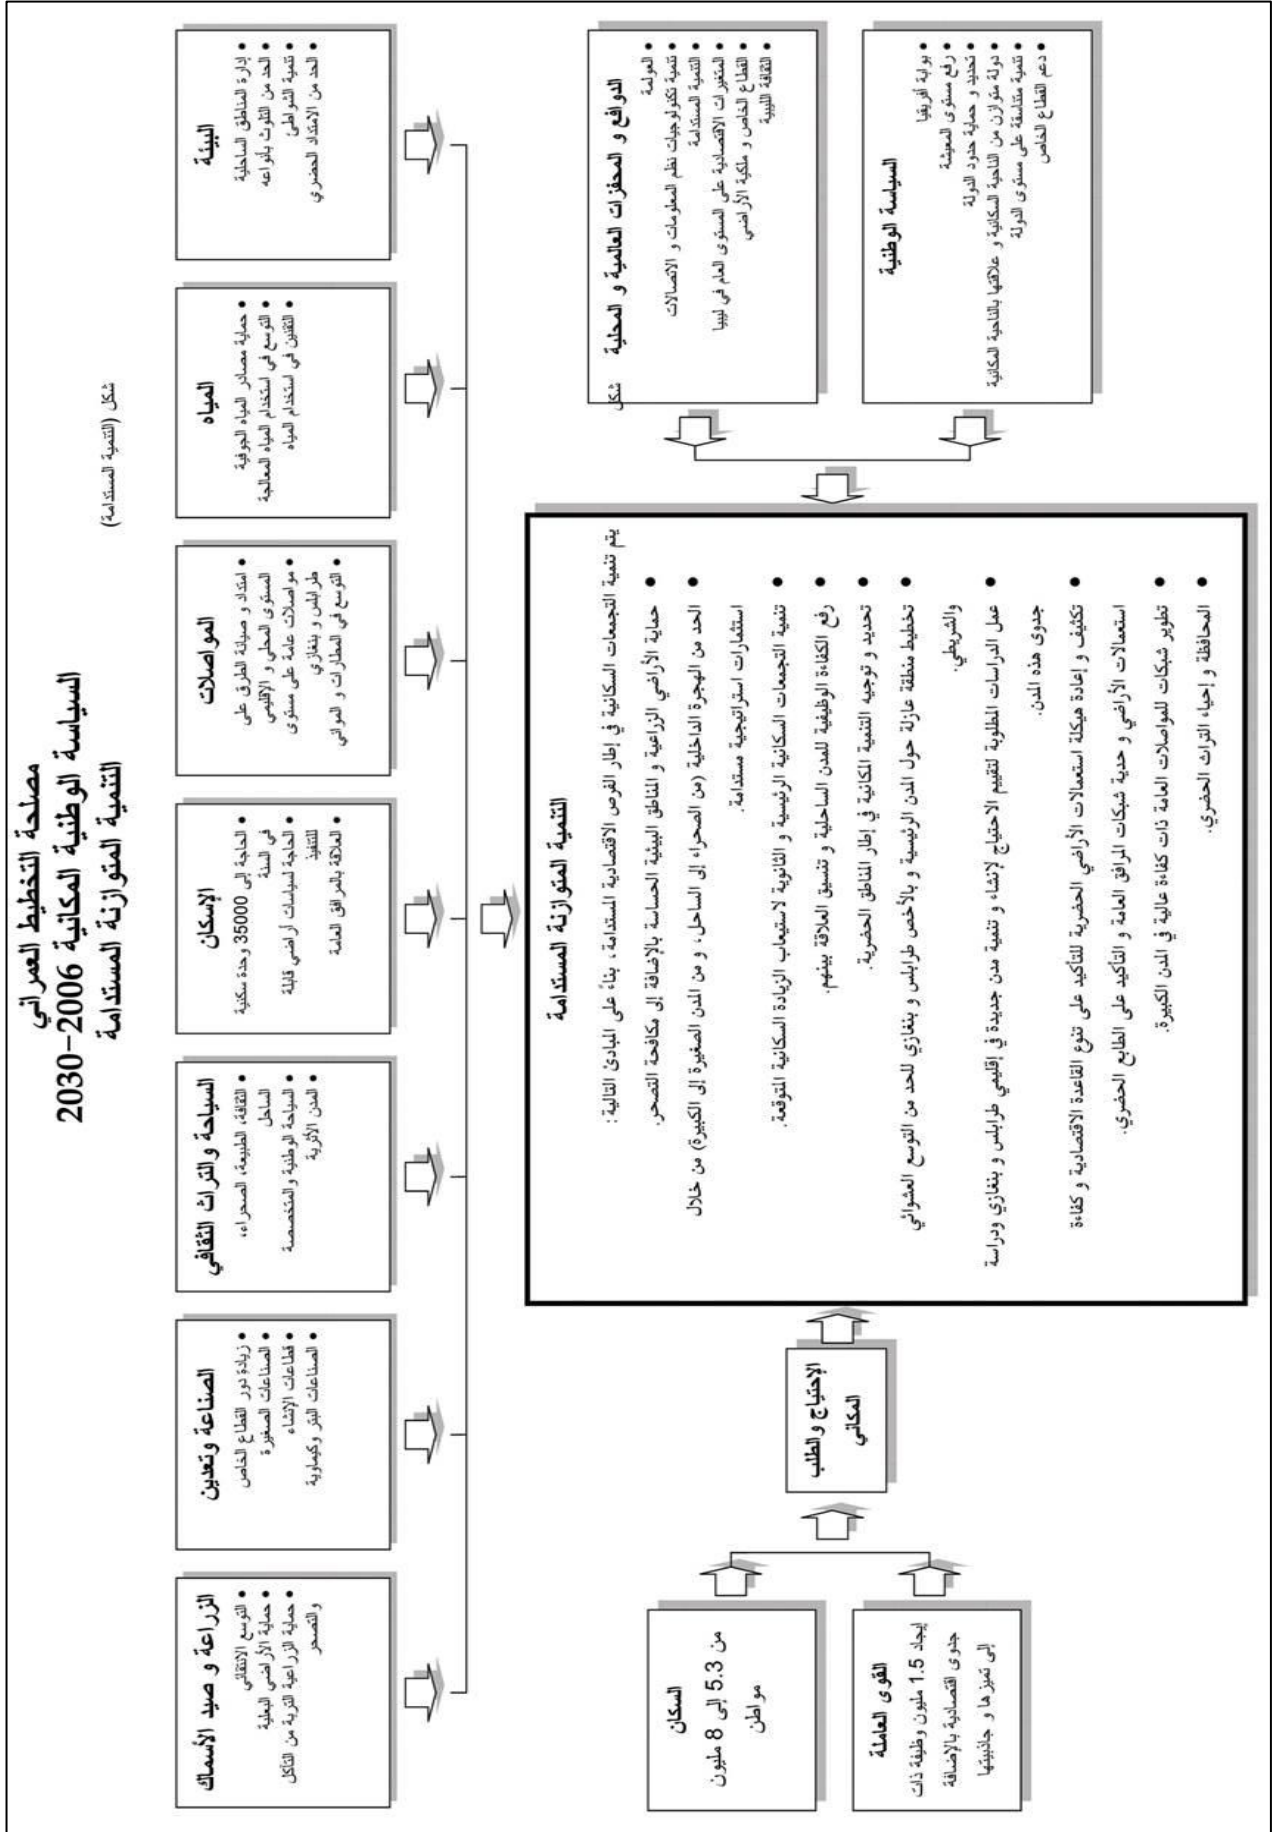 مصلحة التخطيط العمراني
السياسة الوطنية المكانية 2006-2030
التنمية المتوازنة المستدامة
شكل (التنمية المستدامة)
البيئة
• إدارة المناطق الساحلية
• الحد من التلوث بأنواعه
• تنمية الشواطئ
• الحد من الامتداد الحضري
المياه
• حماية مصادر المياه الجوفية
• التوسع في استخدام المياه المعالجة
• التقنين في استخدام المياه
المواصلات
• امتداد و صيانة الطرق على
المستوى المحلي و الإقليمي
• مواصلات عامة على مستوى
طرابلس و بنغازي
• التوسع في المطارات و الموانئ
الإسكان
• الحاجة إلى 35000 وحدة سكنية
في السنة
• الحاجة لسياسات أراضي قابلة
للتنفيذ
• العلاقة بالمرافق العامة
السياحة والتراث الثقافي
• الثقافة، الطبيعة، الصحراء،
الساحل
• السياحة الوطنية والمتخصصة
• المدن الأثرية
الصناعة وتعدين
• زيادة دور القطاع الخاص
• الصناعات الصغيرة
• قطاعات الإنشاء
• الصناعات البتروكيماوية
الزراعة و صيد الأسماك
• التوسع الانتقائي
• حماية الأراضي البعلية
• حماية الزراعية التربة من التآكل
والتصحر
شكل
الدوافع و المحفزات العالمية و المحلية
• العولمة
• تنمية تكنولوجيات نظم المعلومات و الاتصالات
• التنمية المستدامة
• المتغيرات الاقتصادية على المستوى العام في ليبيا
• القطاع الخاص و ملكية الأراضي
• الثقافة الليبية
السياسة الوطنية
• بوابة أفريقيا
• رفع مستوى المعيشة
• تحديد و حماية حدود الدولة
• دولة متوازن من الناحية السكانية و علاقتها بالناحية المكانية
• تنمية متناسقة على مستوى الدولة
• دعم القطاع الخاص
التنمية المتوازنة المستدامة
يتم تنمية التجمعات السكانية في إطار الفرص الاقتصادية المستدامة، بناءً على المبادئ التالية:
• حماية الأراضي الزراعية و المناطق البيئية الحساسة بالإضافة إلى مكافحة التصحر.
• الحد من الهجرة الداخلية (من الصحراء إلى الساحل، و من المدن الصغيرة إلى الكبيرة) من خلال
استثمارات استراتيجية مستدامة.
• تنمية التجمعات السكانية الرئيسية و الثانوية لاستيعاب الزيادة السكانية المتوقعة.
• رفع الكفاءة الوظيفية للمدن الساحلية و تنسيق العلاقة بينهم.
• تحديد و توجيه التنمية المكانية في إطار المناطق الحضرية.
• تخطيط منطقة عازلة حول المدن الرئيسية و بالأخص طرابلس و بنغازي للحد من التوسع العشوائي
والشريطي.
• عمل الدراسات المطلوبة لتقييم الاحتياج لإنشاء و تنمية مدن جديدة في إقليمي طرابلس و بنغازي ودراسة
جدوى هذه المدن.
• تكثيف و إعادة هيكلة استعمالات الأراضي الحضرية للتأكيد على تنوع القاعدة الاقتصادية و كفاءة
استعمالات الأراضي و حدية شبكات المرافق العامة و التأكيد على الطابع الحضري.
• تطوير شبكات للمواصلات العامة ذات كفاءة عالية في المدن الكبيرة.
• المحافظة و إحياء التراث الحضري.
الإحتياج والطلب
المكاني
السكان
من 5.3 إلى 8 مليون
مواطن
القوى العاملة
إيجاد 1.5 مليون وظيفة ذات
جدوى اقتصادية بالإضافة
إلى تميزها و جاذبيتها